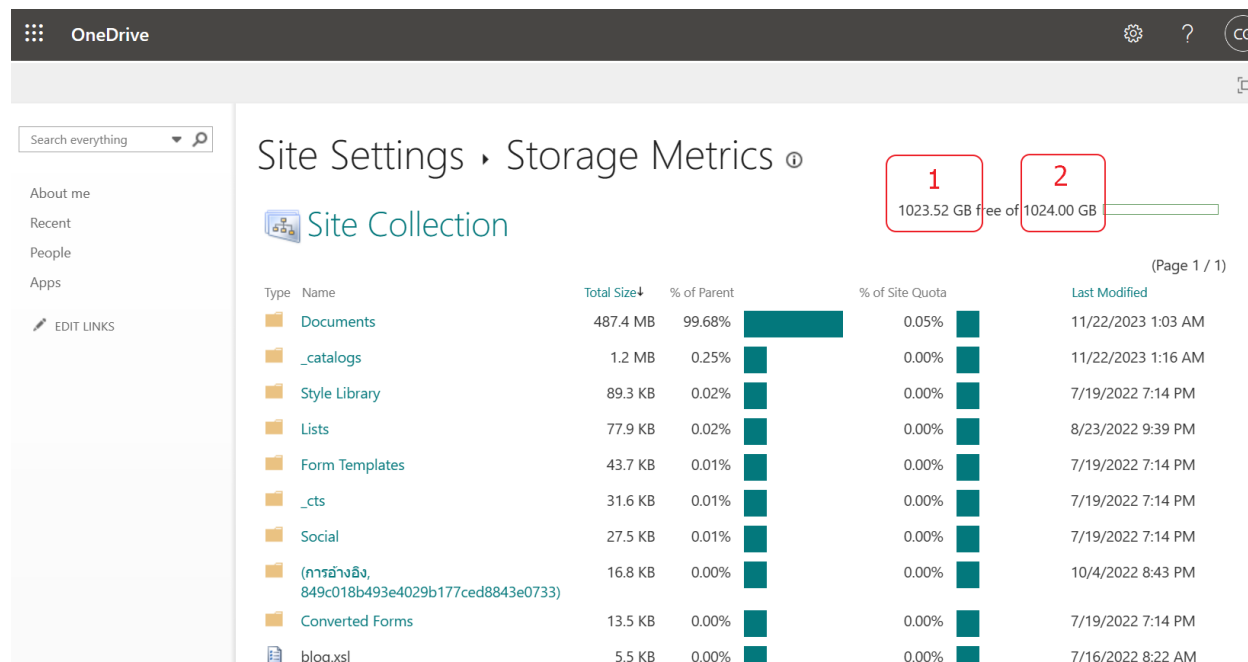 OneDrive
?
CO
Search everything
About me
Recent
People
Apps
EDIT LINKS
Site Settings ▸ Storage Metrics
1
2
1023.52 GB free of 1024.00 GB
Site Collection
(Page 1 / 1)
Type Name Total Size↓ % of Parent % of Site Quota Last Modified
Documents 487.4 MB 99.68% 0.05% 11/22/2023 1:03 AM
_catalogs 1.2 MB 0.25% 0.00% 11/22/2023 1:16 AM
Style Library 89.3 KB 0.02% 0.00% 7/19/2022 7:14 PM
Lists 77.9 KB 0.02% 0.00% 8/23/2022 9:39 PM
Form Templates 43.7 KB 0.01% 0.00% 7/19/2022 7:14 PM
_cts 31.6 KB 0.01% 0.00% 7/19/2022 7:14 PM
Social 27.5 KB 0.01% 0.00% 7/19/2022 7:14 PM
(การอ้างอิง, 16.8 KB 0.00% 0.00% 10/4/2022 8:43 PM
849c018b493e4029b177ced8843e0733)
Converted Forms 13.5 KB 0.00% 0.00% 7/19/2022 7:14 PM
blog.xsl 5.5 KB 0.00% 0.00% 7/16/2022 8:22 AM